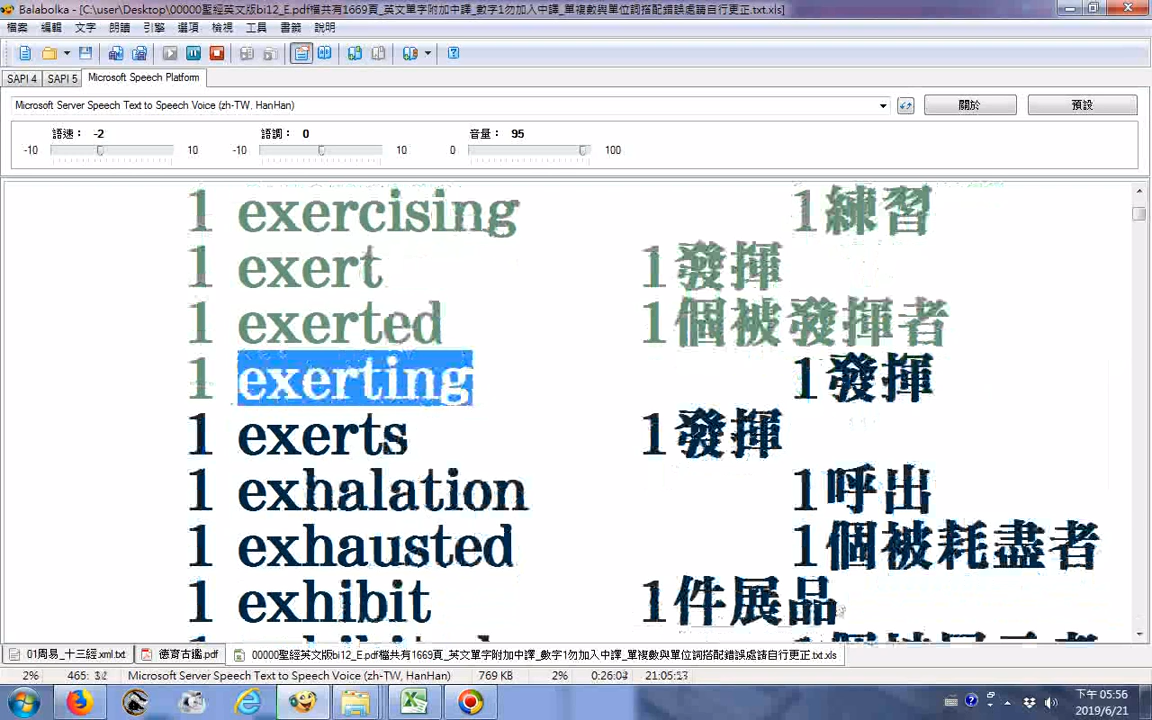 Balabolka - [C:\user\Desktop\00000聖經英文版bi12_E.pdf檔共有1669頁_英文單字附加中譯_數字1勿加入中譯_單複數與單位詞搭配錯誤處請自行更正.txt.xls]
檔案 編輯 文字 朗讀 引擎 選項 檢視 工具 書籤 說明
SAPI 4 SAPI 5 Microsoft Speech Platform
Microsoft Server Speech Text to Speech Voice (zh-TW, HanHan) 關於 預設
語速： -2 語調： 0 音量： 95
-10 10 -10 10 0 100
1 exercising 1練習
1 exert 1發揮
1 exerted 1個被發揮者
1 exerting 1發揮
1 exerts 1發揮
1 exhalation 1呼出
1 exhausted 1個被耗盡者
1 exhibit 1件展品
01周易_十三經.xml.txt 德育古鑑.pdf 00000聖經英文版bi12_E.pdf檔共有1669頁_英文單字附加中譯_數字1勿加入中譯_單複數與單位詞搭配錯誤處請自行更正.txt.xls
2% 465: 32 Microsoft Server Speech Text to Speech Voice (zh-TW, HanHan) 769 KB 2% 21:05:13
下午 05:56
2019/6/21